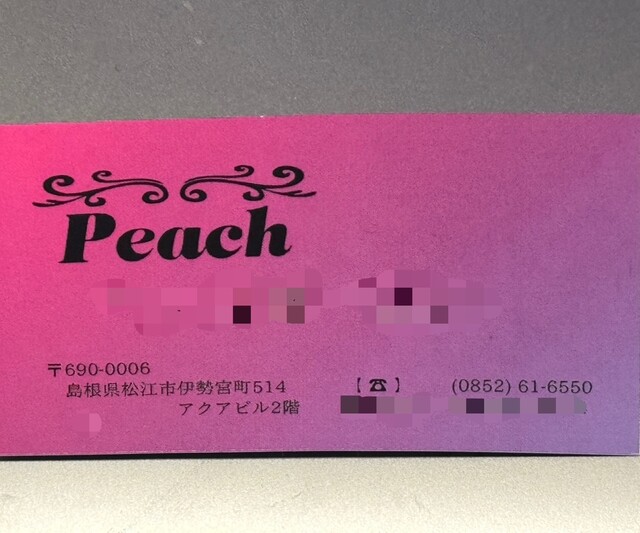 Peach
〒690-0006
島根県松江市伊勢宮町514
アクアビル2階
【☎】 (0852) 61-6550